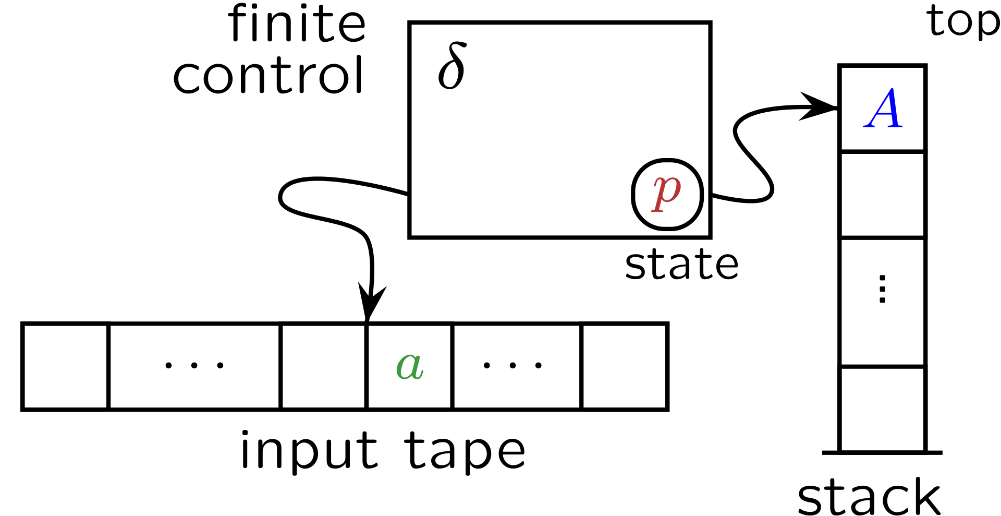 finite
control
δ
top
A
p
state
⋮
··· a ···
input tape
stack